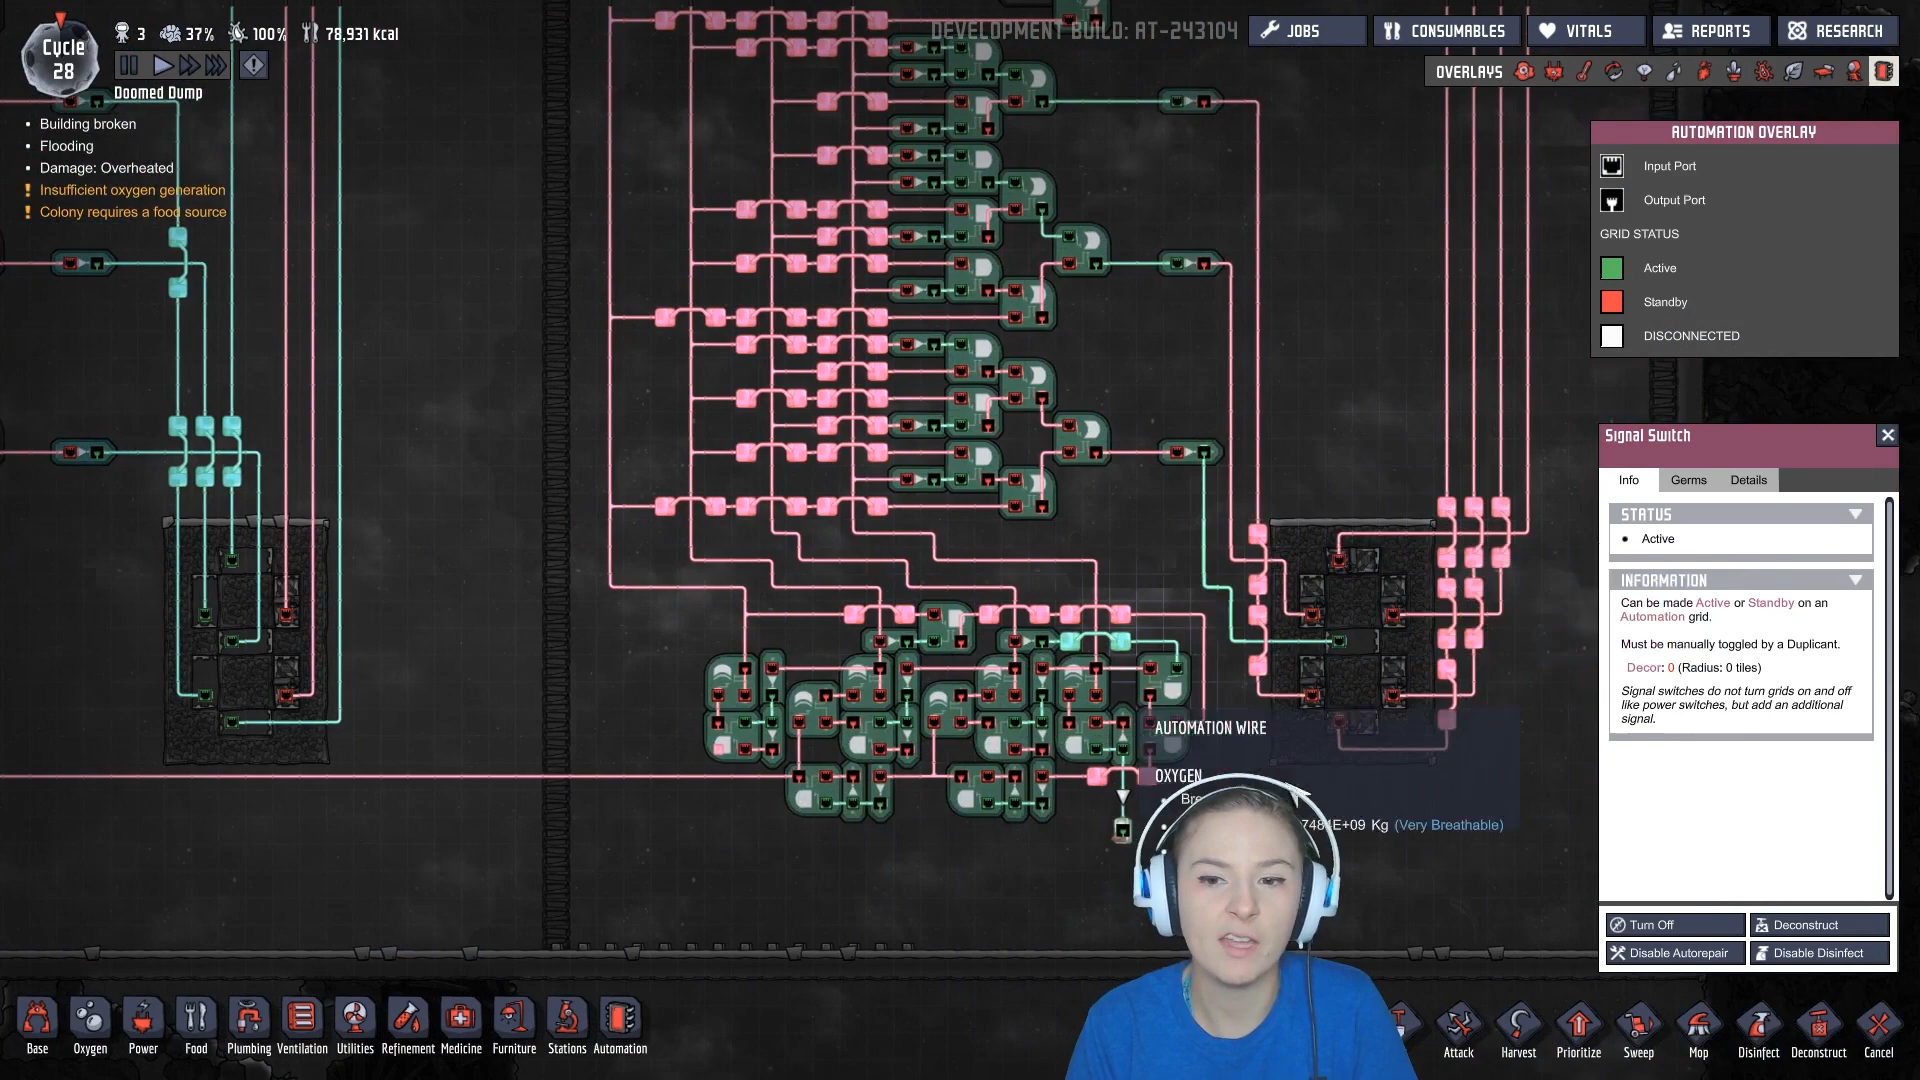 Cycle
28
3
37%
100%
78,931 kcal
Doomed Dump
• Building broken
• Flooding
• Damage: Overheated
! Insufficient oxygen generation
! Colony requires a food source
DEVELOPMENT BUILD: AT-243104
JOBS
CONSUMABLES
VITALS
REPORTS
RESEARCH
OVERLAYS
AUTOMATION OVERLAY
Input Port
Output Port
GRID STATUS
Active
Standby
DISCONNECTED
Signal Switch
Info
Germs
Details
STATUS
• Active
INFORMATION
Can be made Active or Standby on an
Automation grid.
Must be manually toggled by a Duplicant.
Decor: 0 (Radius: 0 tiles)
Signal switches do not turn grids on and off
like power switches, but add an additional
signal.
Turn Off
Deconstruct
Disable Autorepair
Disable Disinfect
AUTOMATION WIRE
OXYGEN
Kg (Very Breathable)
Base
Oxygen
Power
Food
Plumbing
Ventilation
Utilities
Refinement
Medicine
Furniture
Stations
Automation
Attack
Harvest
Prioritize
Sweep
Mop
Disinfect
Deconstruct
Cancel